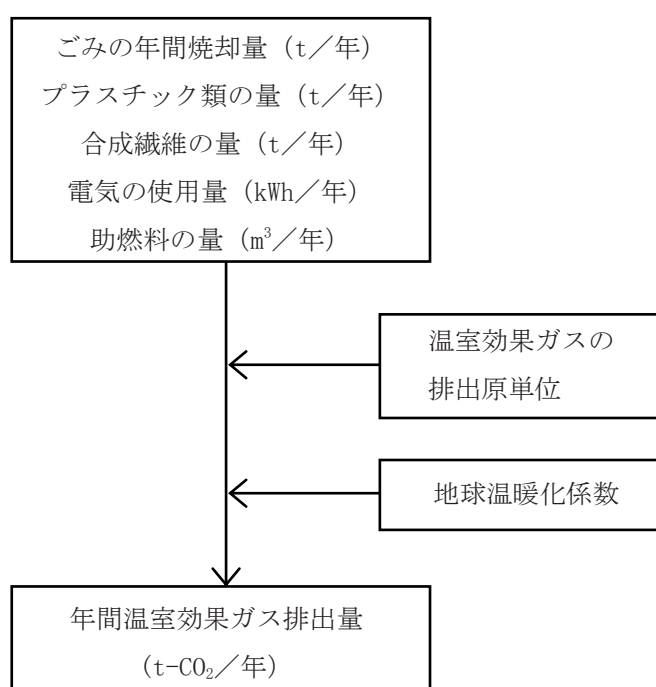 ごみの年間焼却量（t／年）
プラスチック類の量（t／年）
合成繊維の量（t／年）
電気の使用量（kWh／年）
助燃料の量（m³／年）
温室効果ガスの
排出原単位
地球温暖化係数
年間温室効果ガス排出量
（t-CO₂／年）